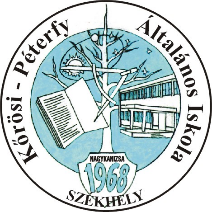 Kőrösi - Péterfy Általános Iskola
NAGYKANIZSA
1968
SZÉKHELY